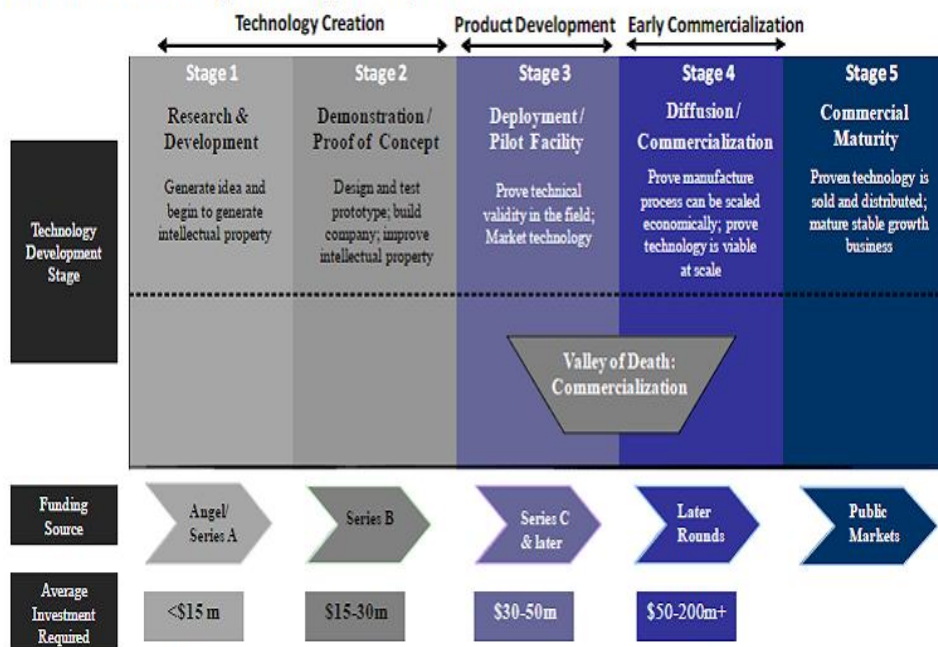 Technology Creation
Product Development
Early Commercialization
Stage 1
Stage 2
Stage 3
Stage 4
Stage 5
Technology
Development
Stage
Research &
Development
Generate idea and
begin to generate
intellectual property
Demonstration /
Proof of Concept
Design and test
prototype; build
company; improve
intellectual property
Deployment /
Pilot Facility
Prove technical
validity in the field;
Market technology
Diffusion /
Commercialization
Prove manufacture
process can be scaled
economically; prove
technology is viable
at scale
Commercial
Maturity
Proven technology is
sold and distributed;
mature stable growth
business
Valley of Death:
Commercialization
Funding
Source
Angel/
Series A
Series B
Series C
& later
Later
Rounds
Public
Markets
Average
Investment
Required
<$15 m
$15-30m
$30-50m
$50-200m+